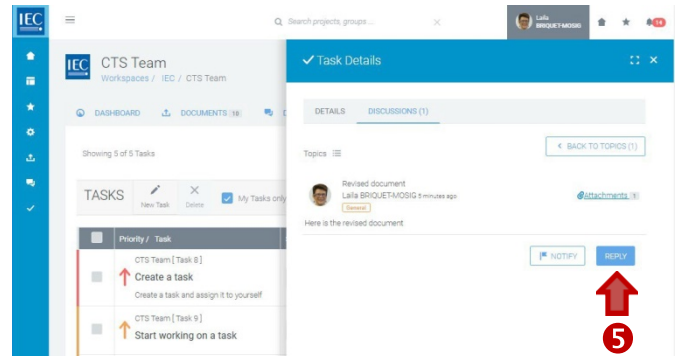 IEC
Search projects, groups ...
Laila
BRIQUET-MOSIG
14
IEC
CTS Team
Workspaces / IEC / CTS Team
DASHBOARD
DOCUMENTS 18
D
Showing 5 of 5 Tasks
TASKS
New Task
Delete
My Tasks only
Priority / Task
CTS Team [ Task 8 ]
Create a task
Create a task and assign it to yourself
CTS Team [ Task 9 ]
Start working on a task
Task Details
DETAILS
DISCUSSIONS (1)
BACK TO TOPICS (1)
Topics
Revised document
Laila BRIQUET-MOSIG 5 minutes ago
General
Attachments 1
Here is the revised document
NOTIFY
REPLY
5